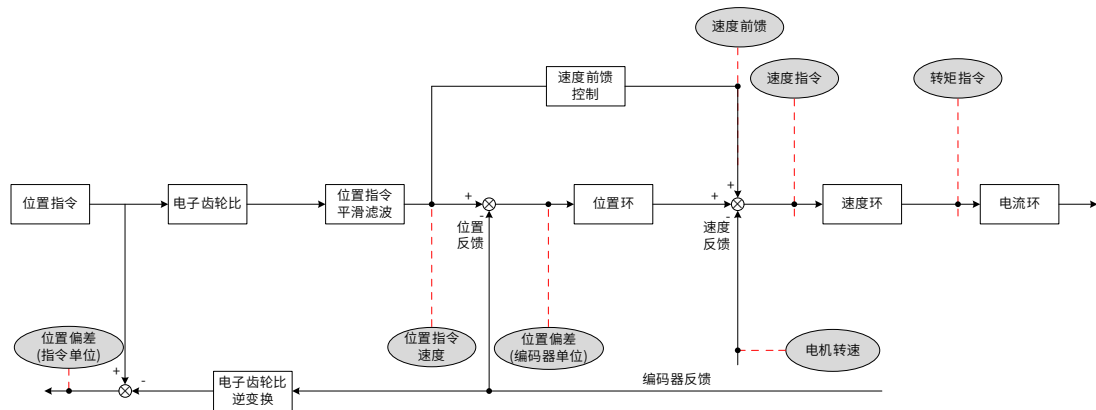 速度前馈
速度前馈
控制
速度指令
转矩指令
位置指令
电子齿轮比
位置指令
平滑滤波
+
-
位置
反馈
位置环
+
+
-
速度
反馈
速度环
电流环
位置偏差
(指令单位)
位置指令
速度
位置偏差
(编码器单位)
电机转速
+
-
电子齿轮比
逆变换
编码器反馈